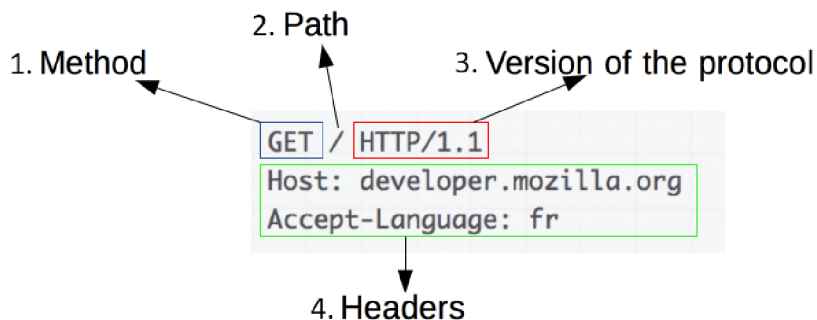 2. Path
1. Method
3. Version of the protocol
GET / HTTP/1.1
Host: developer.mozilla.org
Accept-Language: fr
4. Headers